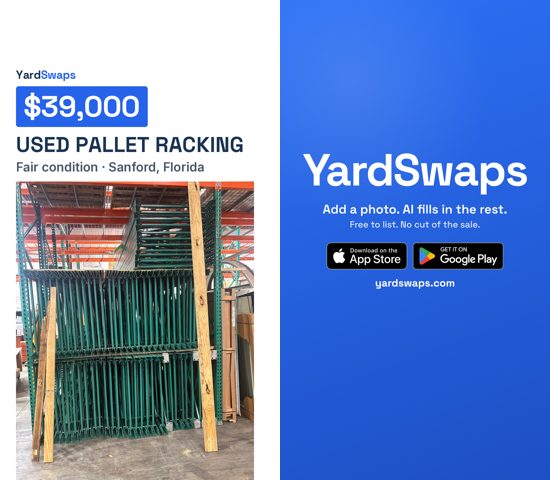 YardSwaps
$39,000
USED PALLET RACKING
Fair condition · Sanford, Florida
YardSwaps
Add a photo. AI fills in the rest.
Free to list. No cut of the sale.
Download on the
App Store
GET IT ON
Google Play
yardswaps.com